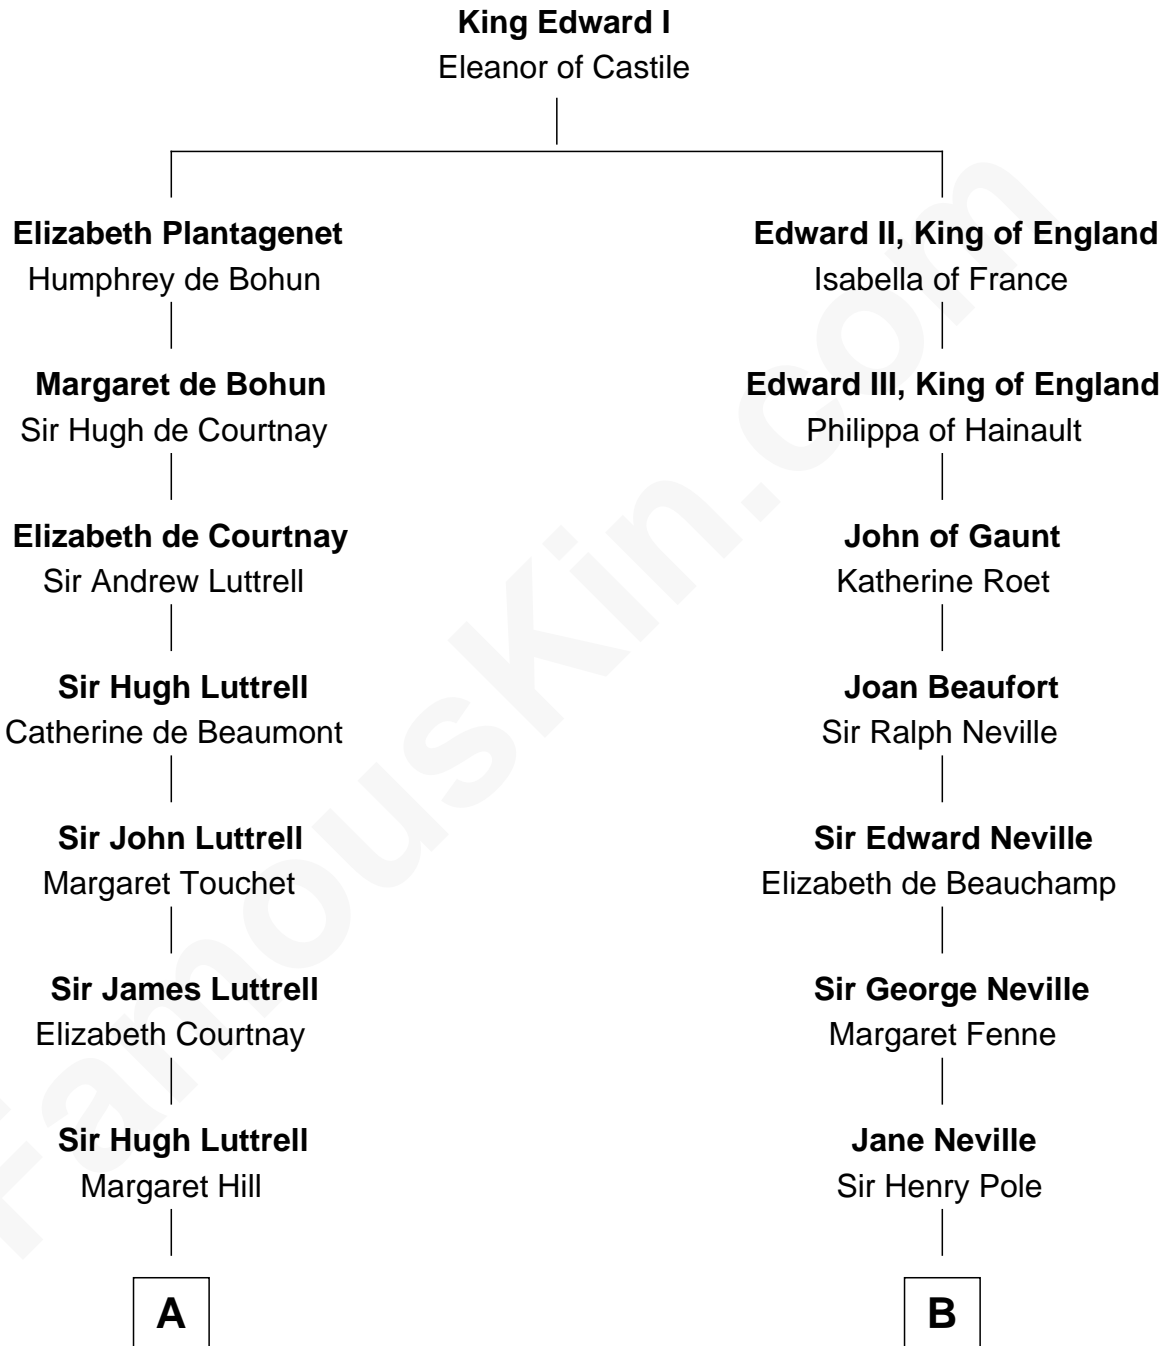 King Edward I
Eleanor of Castile
Elizabeth Plantagenet
Humphrey de Bohun
Margaret de Bohun
Sir Hugh de Courtnay
Elizabeth de Courtnay
Sir Andrew Luttrell
Sir Hugh Luttrell
Catherine de Beaumont
Sir John Luttrell
Margaret Touchet
Sir James Luttrell
Elizabeth Courtnay
Sir Hugh Luttrell
Margaret Hill
A
Edward II, King of England
Isabella of France
Edward III, King of England
Philippa of Hainault
John of Gaunt
Katherine Roet
Joan Beaufort
Sir Ralph Neville
Sir Edward Neville
Elizabeth de Beauchamp
Sir George Neville
Margaret Fenne
Jane Neville
Sir Henry Pole
B
FamousKin.com